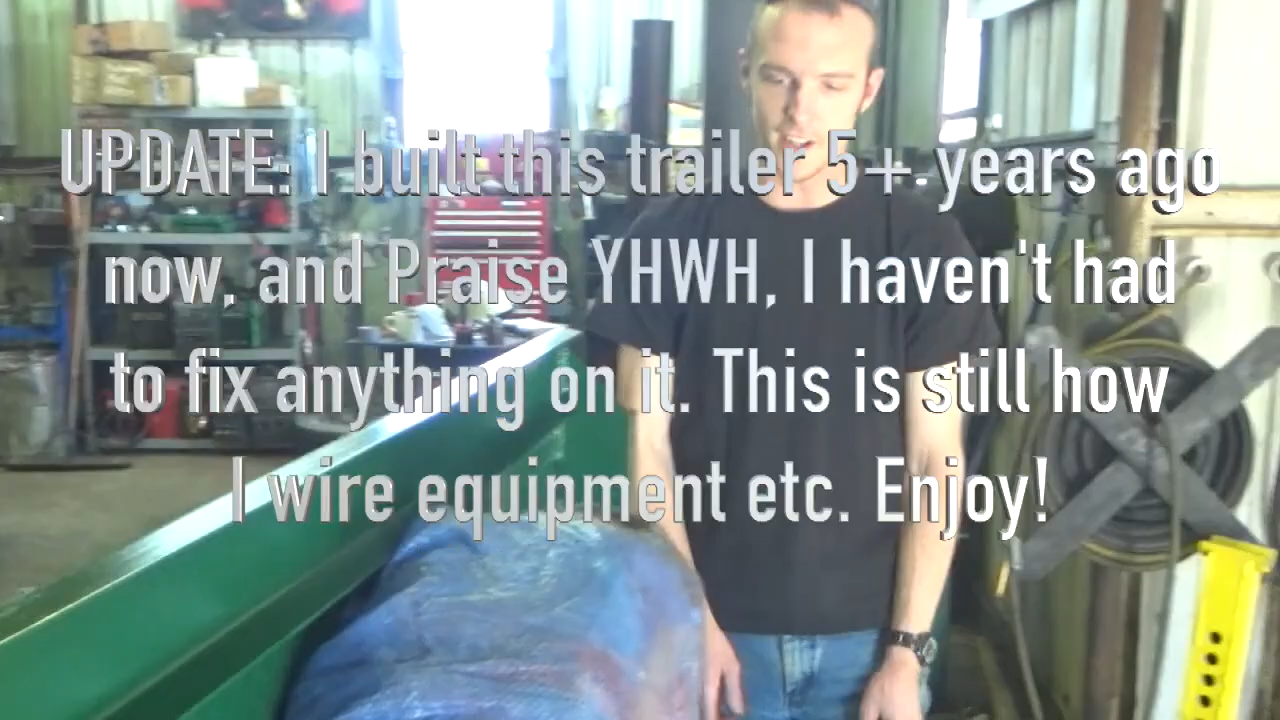 UPDATE: I built this trailer 5+ years ago
now, and Praise YHWH, I haven't had
to fix anything on it. This is still how
I wire equipment etc. Enjoy!